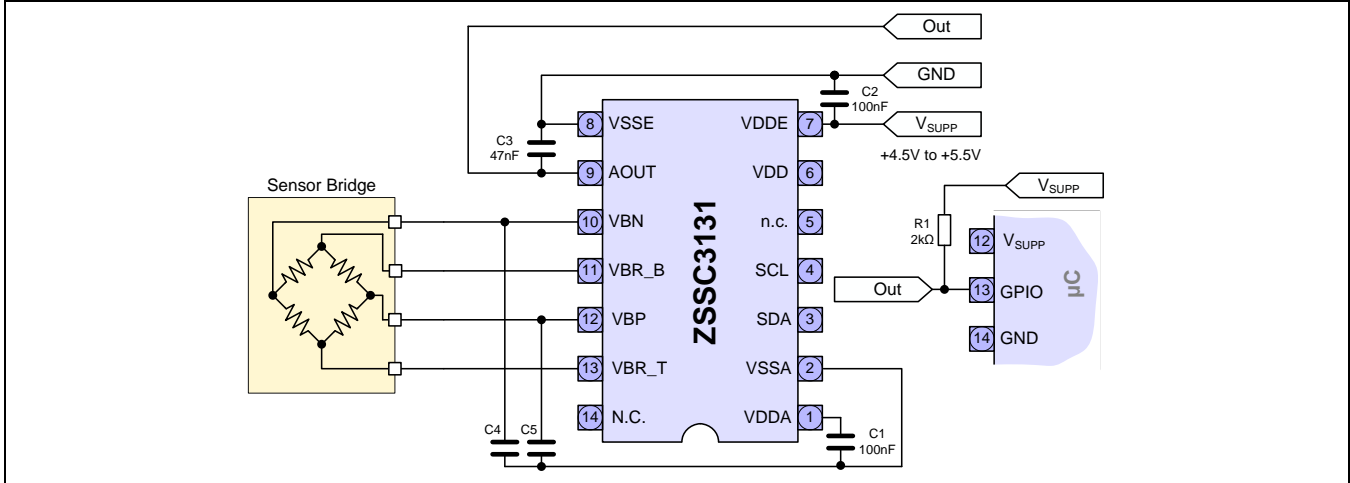 Out
GND
C2
100nF
VSUPP
+4.5V to +5.5V
C3
47nF
8 VSSE
VDDE 7
9 AOUT
VDD 6
10 VBN
n.c. 5
11 VBR_B
SCL 4
12 VBP
SDA 3
13 VBR_T
VSSA 2
14 N.C.
VDDA 1
ZSSC3131
Sensor Bridge
C4
C5
C1
100nF
VSUPP
R1
2kΩ
12 VSUPP
Out
13 GPIO
14 GND
µC